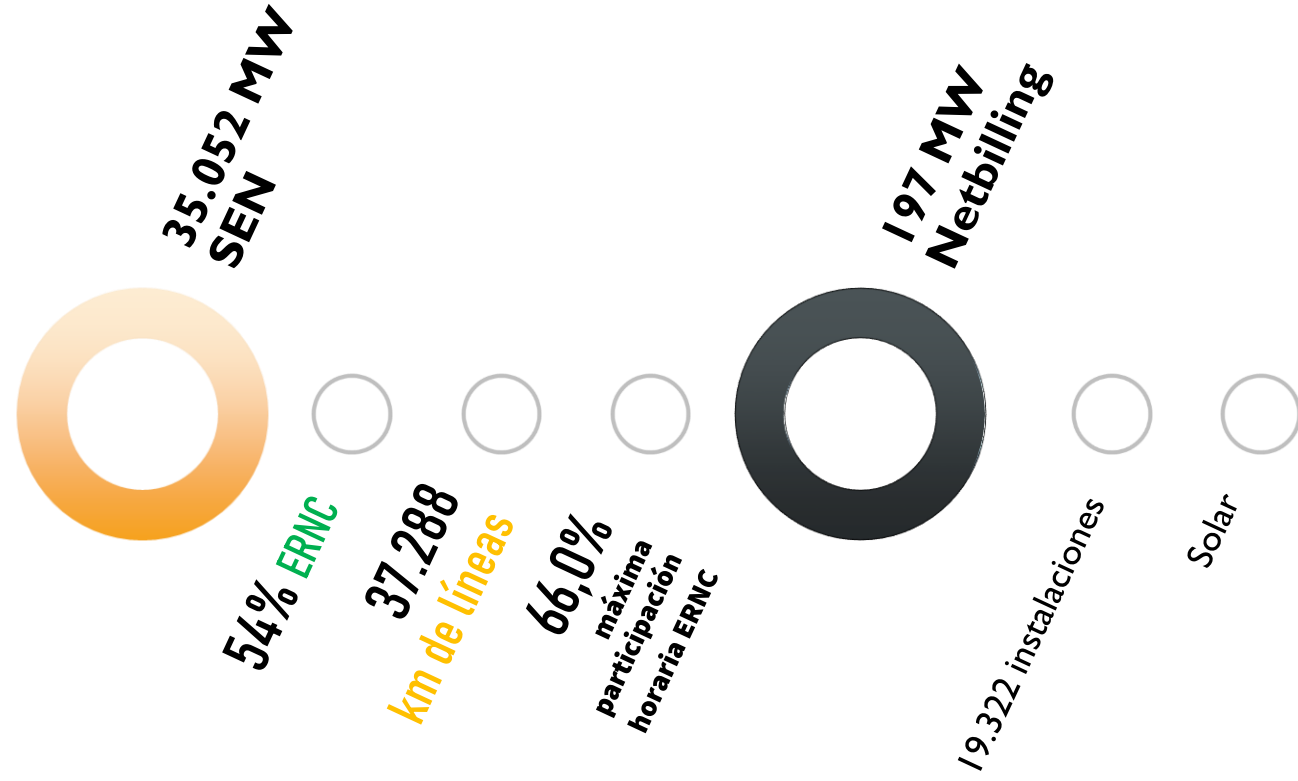 35.052 MW
SEN
54% ERNC
37.288
km de líneas
66,0%
máxima
participación
horaria ERNC
197 MW
Netbilling
19.322 instalaciones
Solar